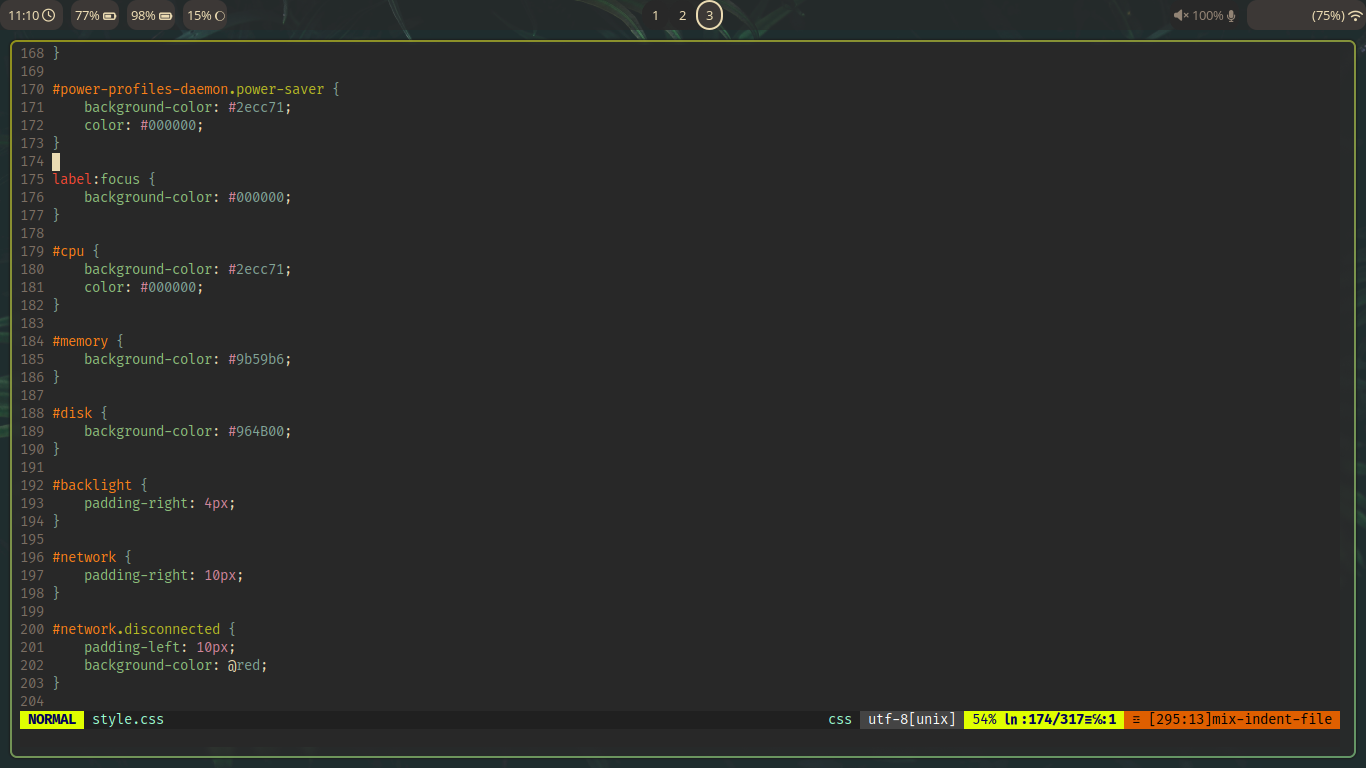 11:10 77% 98% 15% 1 2 3 100% (75%)
168 }
169
170 #power-profiles-daemon.power-saver {
171     background-color: #2ecc71;
172     color: #000000;
173 }
174
175 label:focus {
176     background-color: #000000;
177 }
178
179 #cpu {
180     background-color: #2ecc71;
181     color: #000000;
182 }
183
184 #memory {
185     background-color: #9b59b6;
186 }
187
188 #disk {
189     background-color: #964B00;
190 }
191
192 #backlight {
193     padding-right: 4px;
194 }
195
196 #network {
197     padding-right: 10px;
198 }
199
200 #network.disconnected {
201     padding-left: 10px;
202     background-color: @red;
203 }
204
NORMAL style.css css utf-8[unix] 54% ln:174/317≡℅:1 ≡ [295:13]mix-indent-file